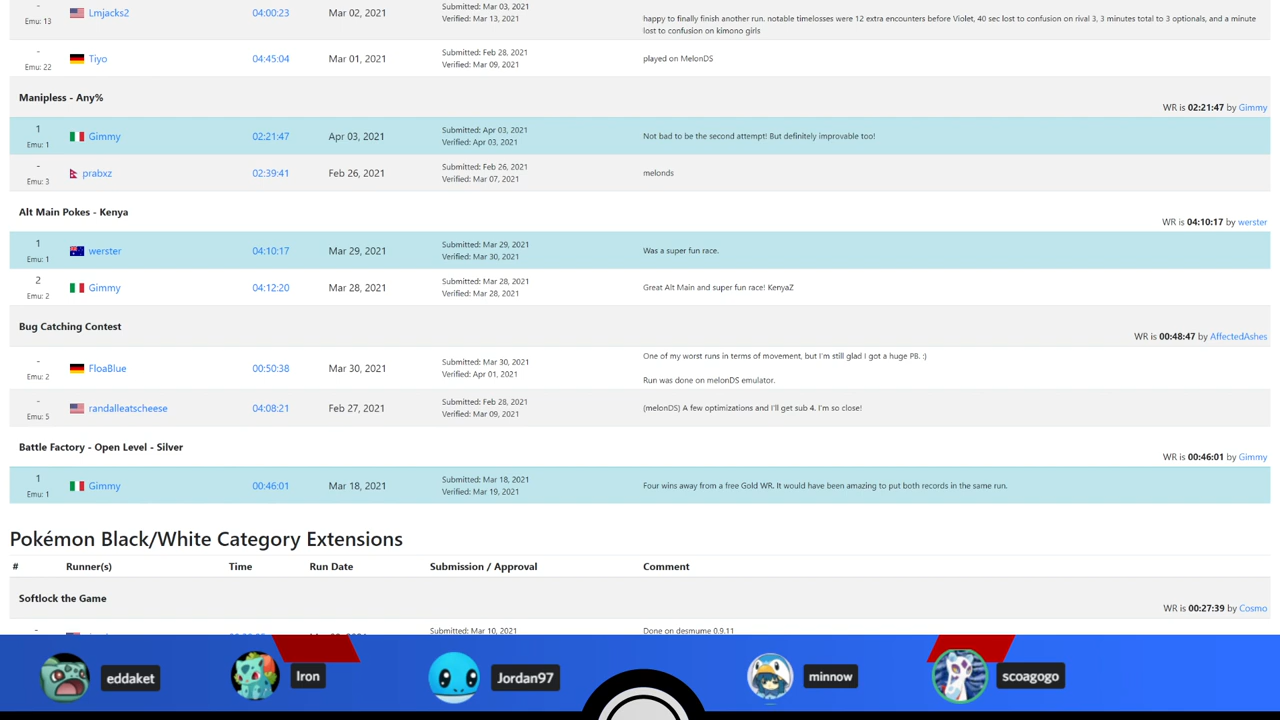 -
Emu: 13 Lmjacks2 04:00:23 Mar 02, 2021 Submitted: Mar 03, 2021
Verified: Mar 13, 2021
happy to finally finish another run. notable timelosses were 12 extra encounters before Violet, 40 sec lost to confusion on rival 3, 3 minutes total to 3 optionals, and a minute
lost to confusion on kimono girls
-
Emu: 22 Tiyo 04:45:04 Mar 01, 2021 Submitted: Feb 28, 2021
Verified: Mar 09, 2021
played on MelonDS
Manipless - Any%
WR is 02:21:47 by Gimmy
1
Emu: 1 Gimmy 02:21:47 Apr 03, 2021 Submitted: Apr 03, 2021
Verified: Apr 03, 2021
Not bad to be the second attempt! But definitely improvable too!
-
Emu: 3 prabxz 02:39:41 Feb 26, 2021 Submitted: Feb 26, 2021
Verified: Mar 07, 2021
melonds
Alt Main Pokes - Kenya
WR is 04:10:17 by werster
1
Emu: 1 werster 04:10:17 Mar 29, 2021 Submitted: Mar 29, 2021
Verified: Mar 30, 2021
Was a super fun race.
2
Emu: 2 Gimmy 04:12:20 Mar 28, 2021 Submitted: Mar 28, 2021
Verified: Mar 28, 2021
Great Alt Main and super fun race! KenyaZ
Bug Catching Contest
WR is 00:48:47 by AffectedAshes
-
Emu: 2 FloaBlue 00:50:38 Mar 30, 2021 Submitted: Mar 30, 2021
Verified: Apr 01, 2021
One of my worst runs in terms of movement, but I'm still glad I got a huge PB. :)
Run was done on melonDS emulator.
-
Emu: 5 randalleatscheese 04:08:21 Feb 27, 2021 Submitted: Feb 28, 2021
Verified: Mar 09, 2021
(melonDS) A few optimizations and I'll get sub 4. I'm so close!
Battle Factory - Open Level - Silver
WR is 00:46:01 by Gimmy
1
Emu: 1 Gimmy 00:46:01 Mar 18, 2021 Submitted: Mar 18, 2021
Verified: Mar 19, 2021
Four wins away from a free Gold WR. It would have been amazing to put both records in the same run.
Pokémon Black/White Category Extensions
# Runner(s) Time Run Date Submission / Approval Comment
Softlock the Game
WR is 00:27:39 by Cosmo
- Submitted: Mar 10, 2021 Done on desmume 0.9.11
eddaket Iron Jordan97 minnow scoagogo